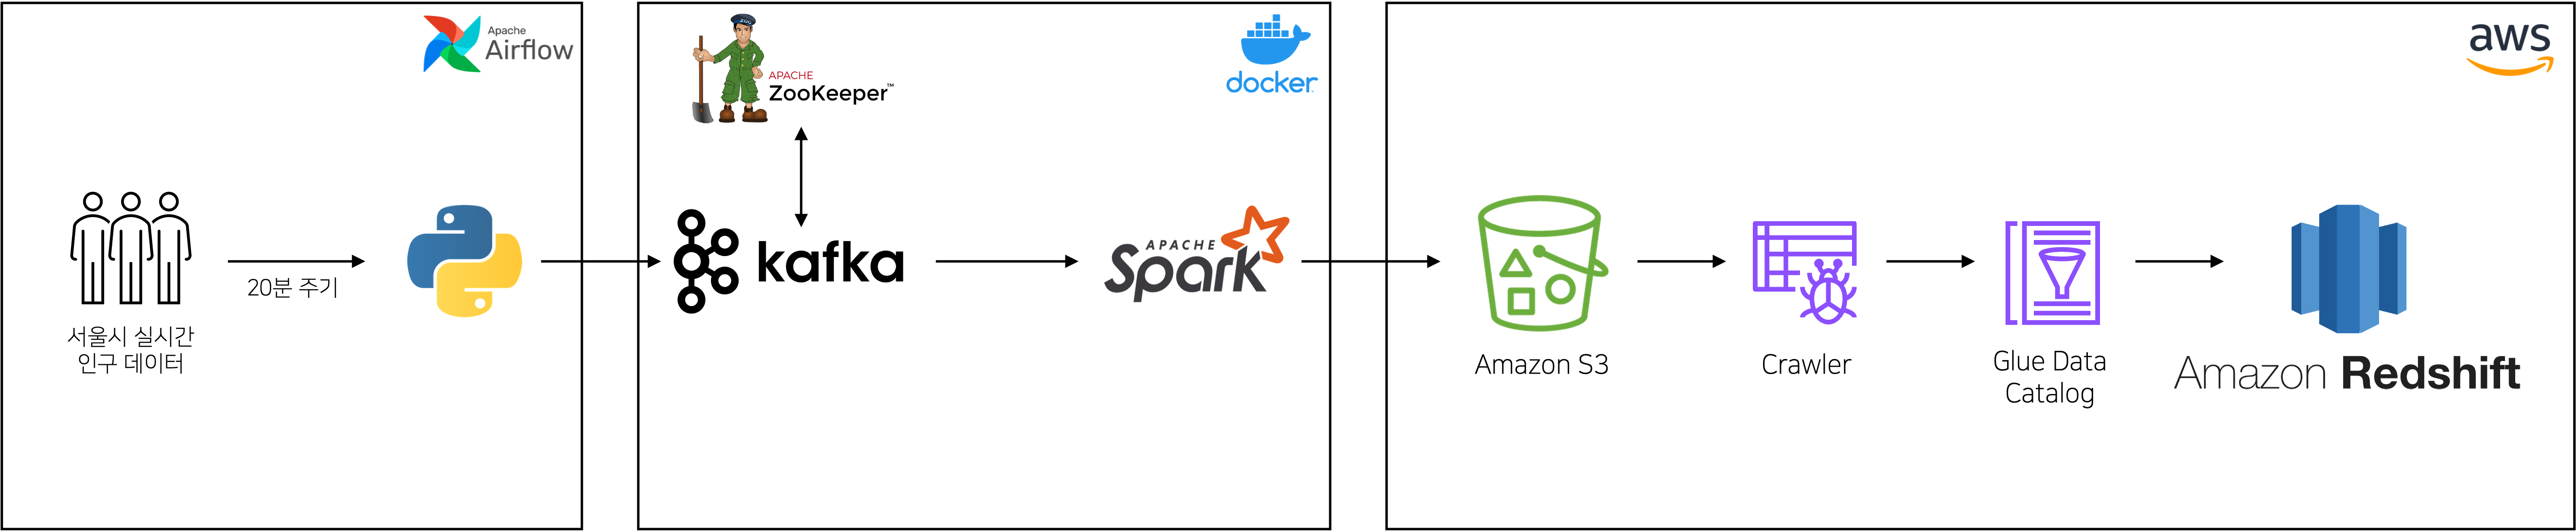 Apache
Airflow
20분 주기
서울시 실시간
인구 데이터
ZOO
APACHE
ZooKeeper™
docker
kafka
APACHE
Spark
aws
Amazon S3
Crawler
Glue Data
Catalog
Amazon Redshift